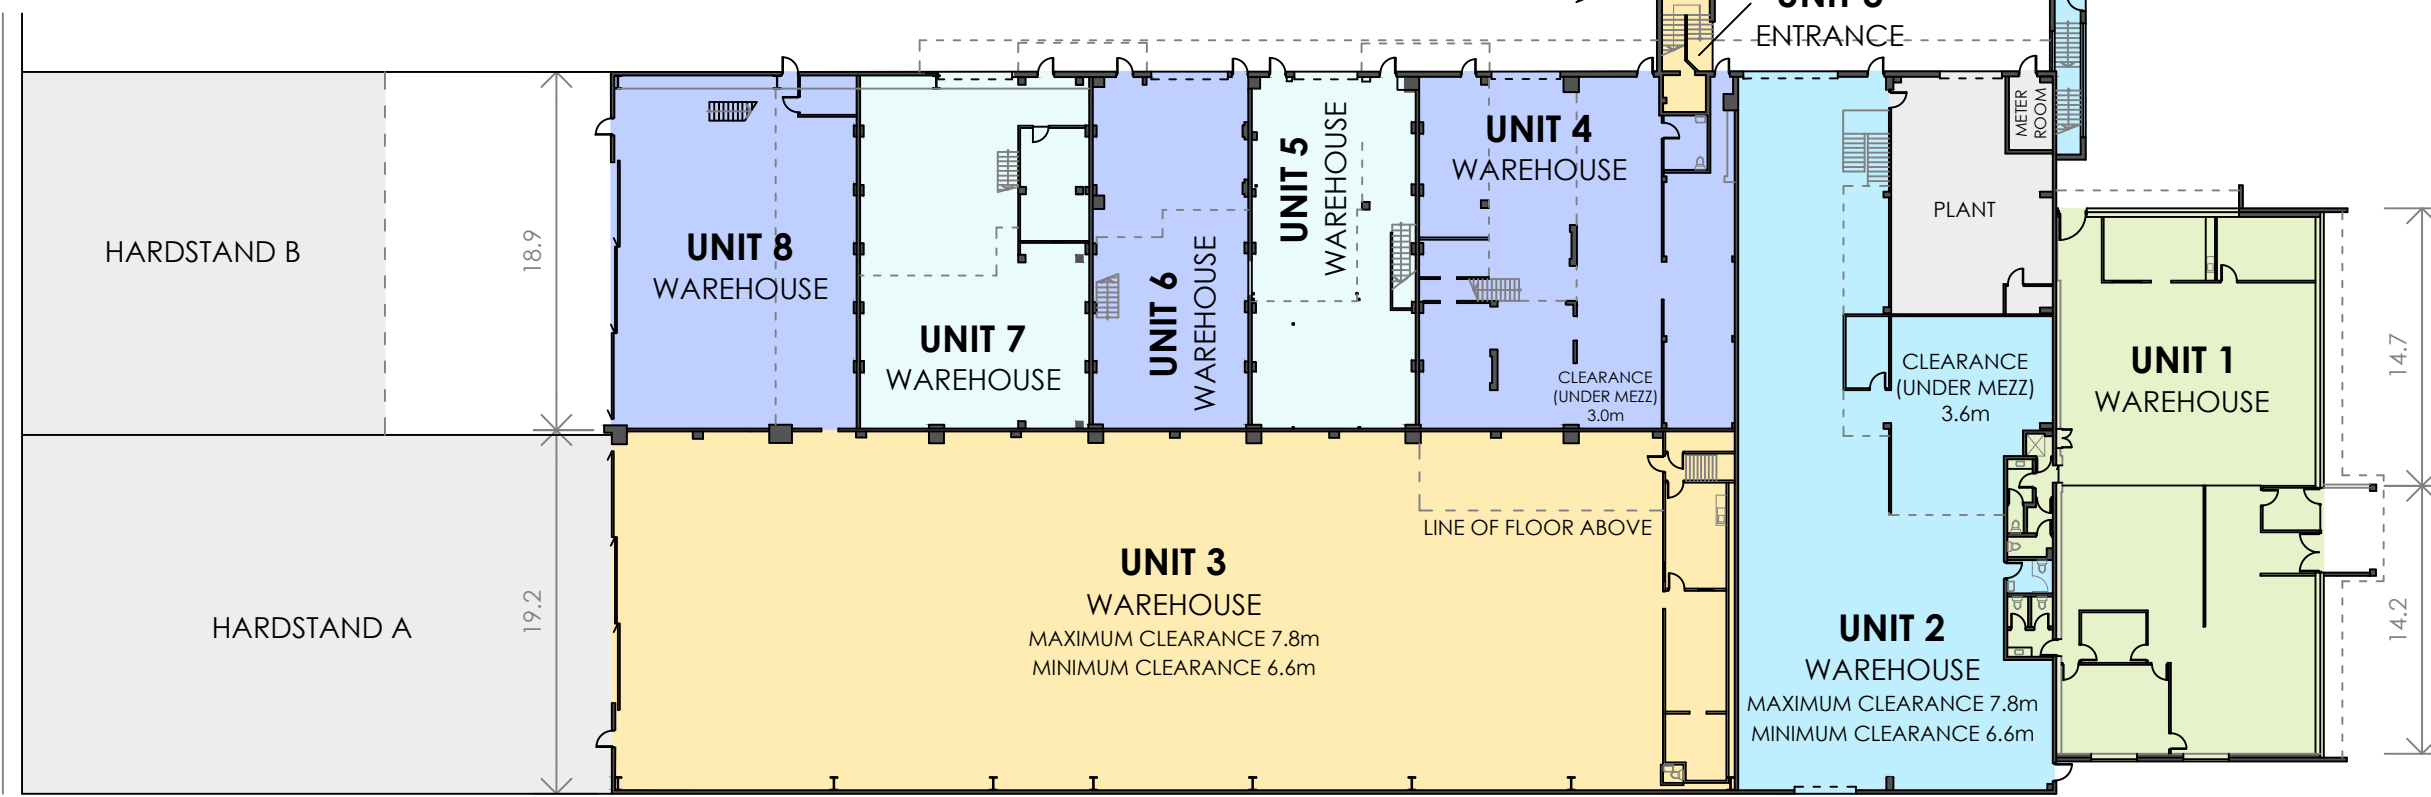 ENTRANCE
HARDSTAND B
18.9
UNIT 8
WAREHOUSE
UNIT 7
WAREHOUSE
UNIT 6
WAREHOUSE
UNIT 5
WAREHOUSE
UNIT 4
WAREHOUSE
CLEARANCE
(UNDER MEZZ)
3.0m
METER
ROOM
PLANT
CLEARANCE
(UNDER MEZZ)
3.6m
UNIT 1
WAREHOUSE
14.7
HARDSTAND A
19.2
LINE OF FLOOR ABOVE
UNIT 3
WAREHOUSE
MAXIMUM CLEARANCE 7.8m
MINIMUM CLEARANCE 6.6m
UNIT 2
WAREHOUSE
MAXIMUM CLEARANCE 7.8m
MINIMUM CLEARANCE 6.6m
14.2